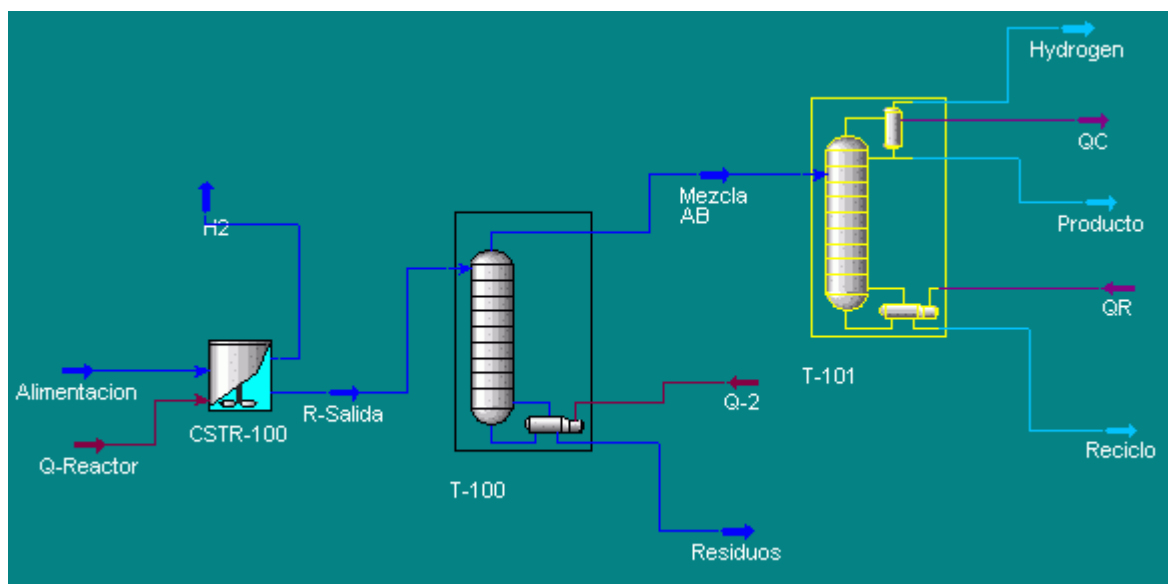 Hydrogen
QC
Mezcla
AB
H2
Producto
QR
T-101
Alimentacion
R-Salida
Q-2
CSTR-100
Reciclo
Q-Reactor
T-100
Residuos